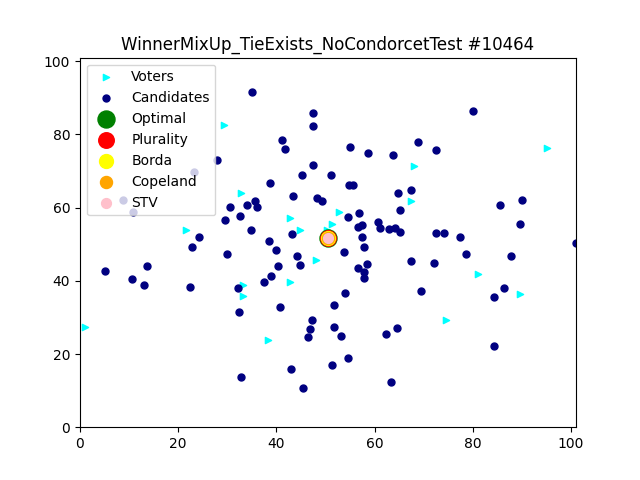 WinnerMixUp_TieExists_NoCondorcetTest #10464
100
80
60
40
20
0
0 20 40 60 80 100
Voters
Candidates
Optimal
Plurality
Borda
Copeland
STV